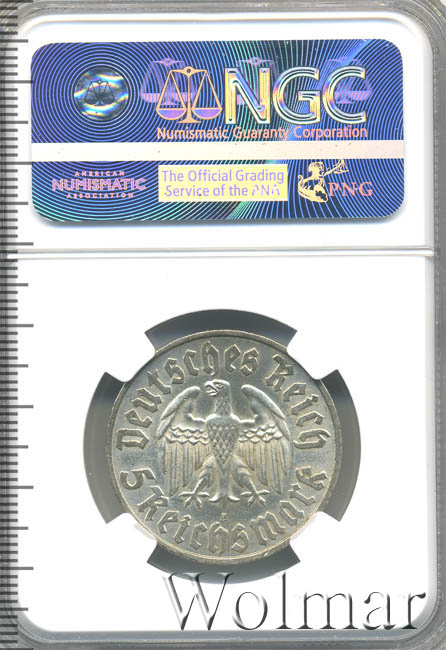 NGC
Numismatic Guaranty Corporation
AMERICAN
NUMISMATIC
ASSOCIATION
The Official Grading
Service of the PNG
PNG
Deutsches Reich
5 Reichsmark
A
Wolmar